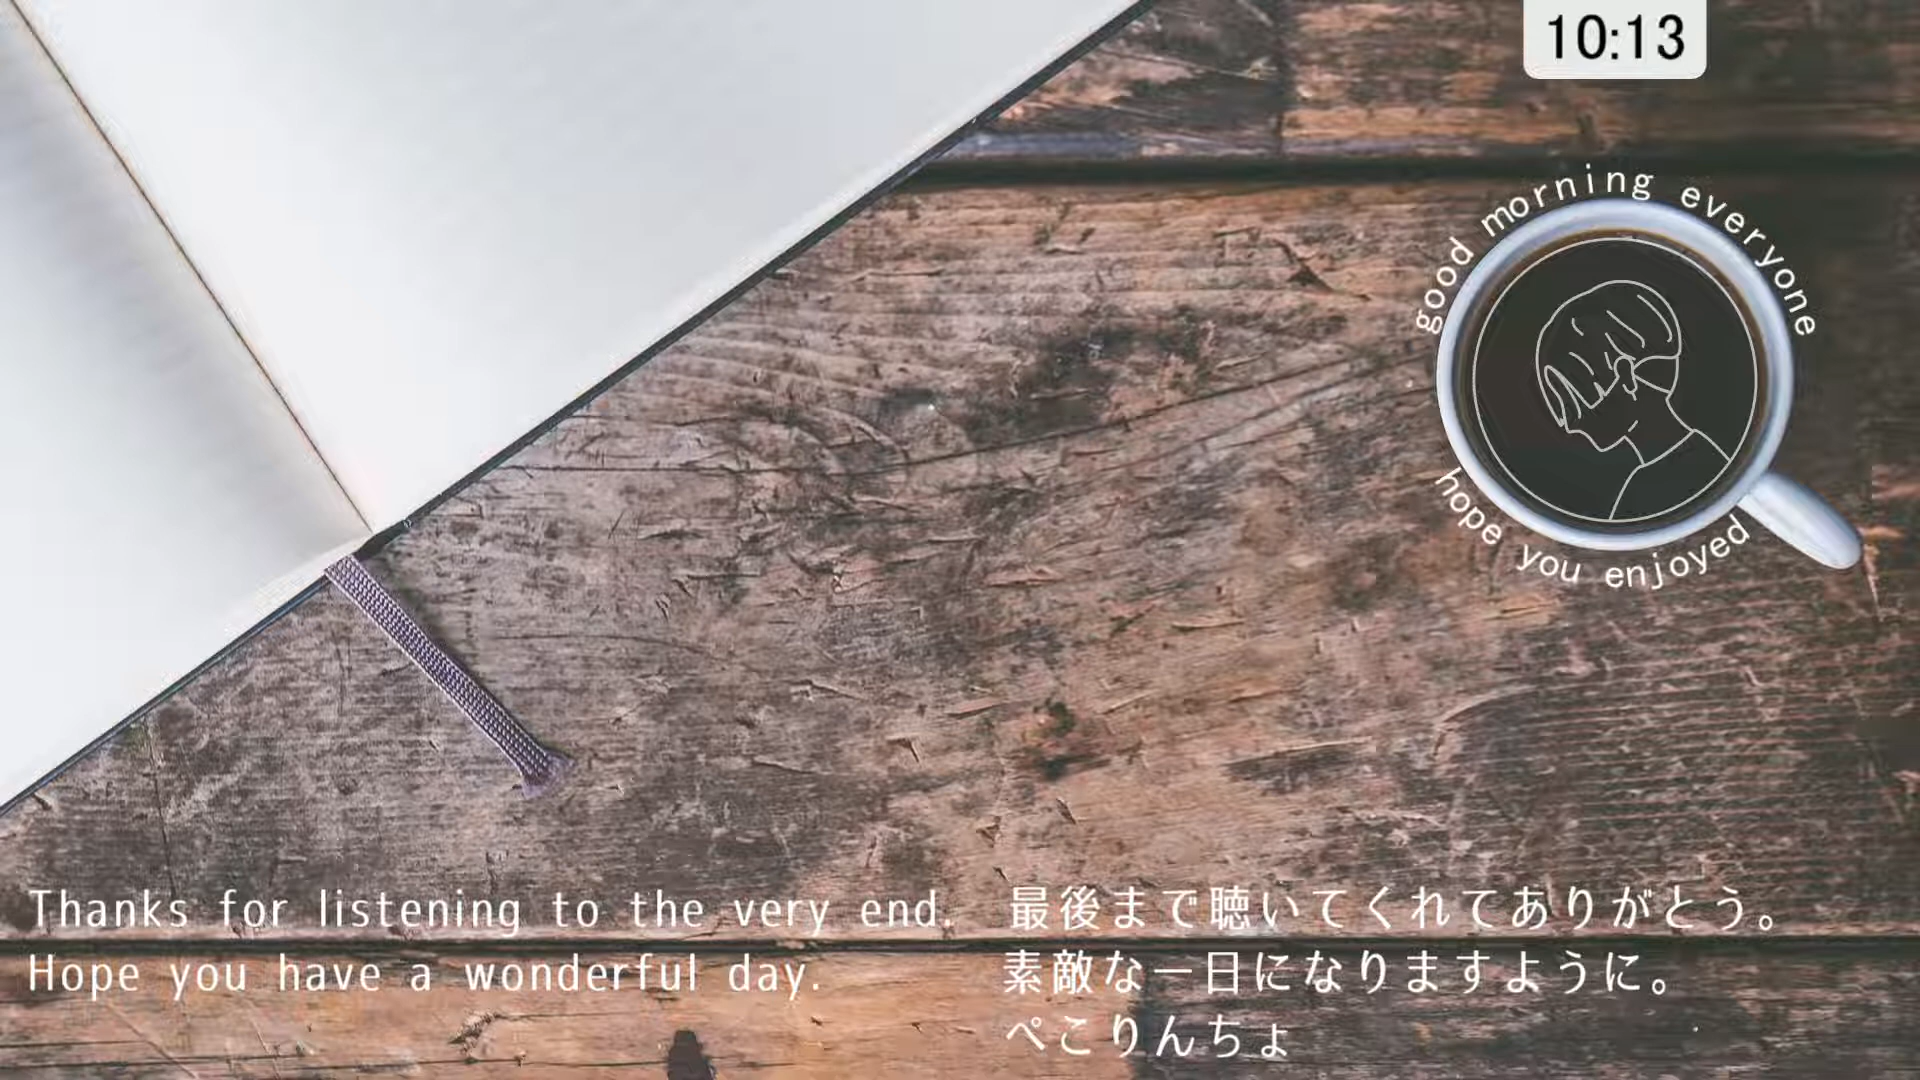 10:13
good morning everyone
hope you enjoyed
Thanks for listening to the very end.
Hope you have a wonderful day.
最後まで聴いてくれてありがとう。
素敵な一日になりますように。
ぺこりんちょ